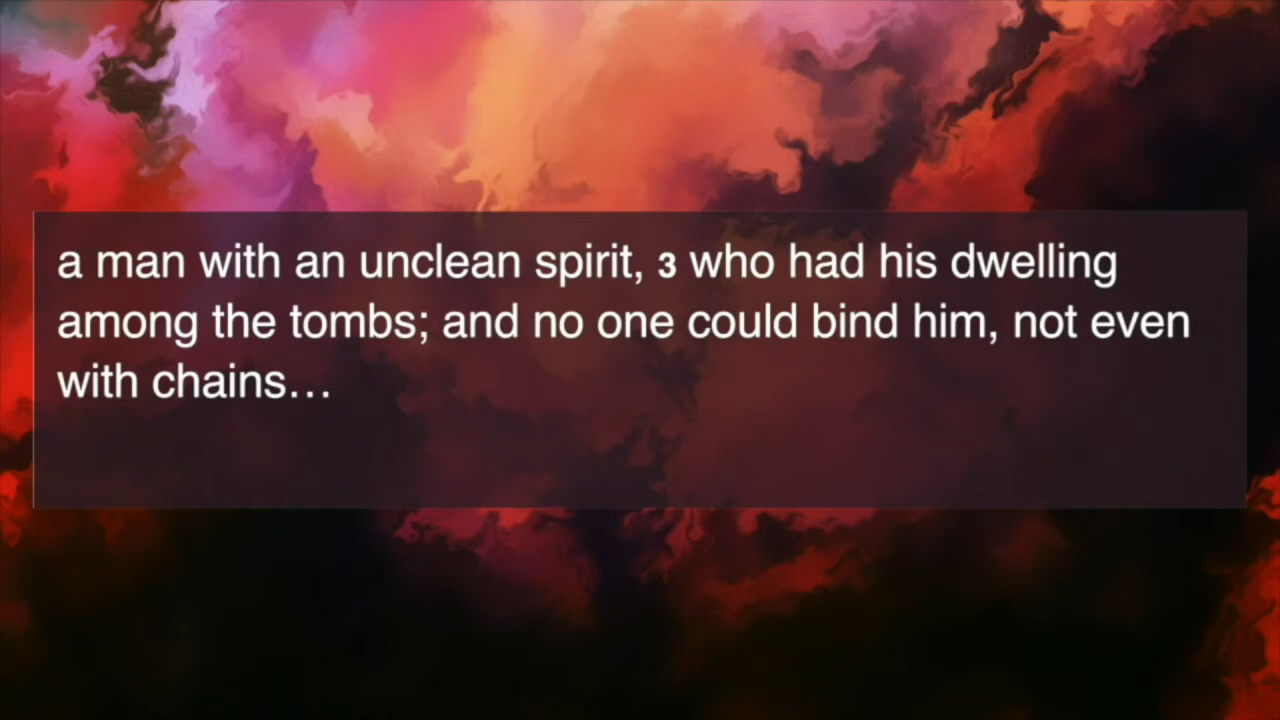 a man with an unclean spirit, 3 who had his dwelling
among the tombs; and no one could bind him, not even
with chains…